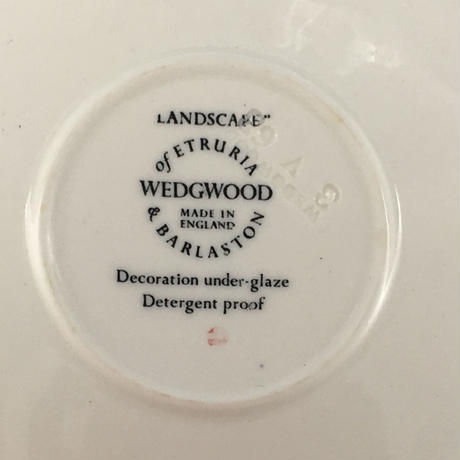 LANDSCAPE"
of ETRURIA
WEDGWOOD
MADE IN
ENGLAND
& BARLASTON
Decoration under-glaze
Detergent proof